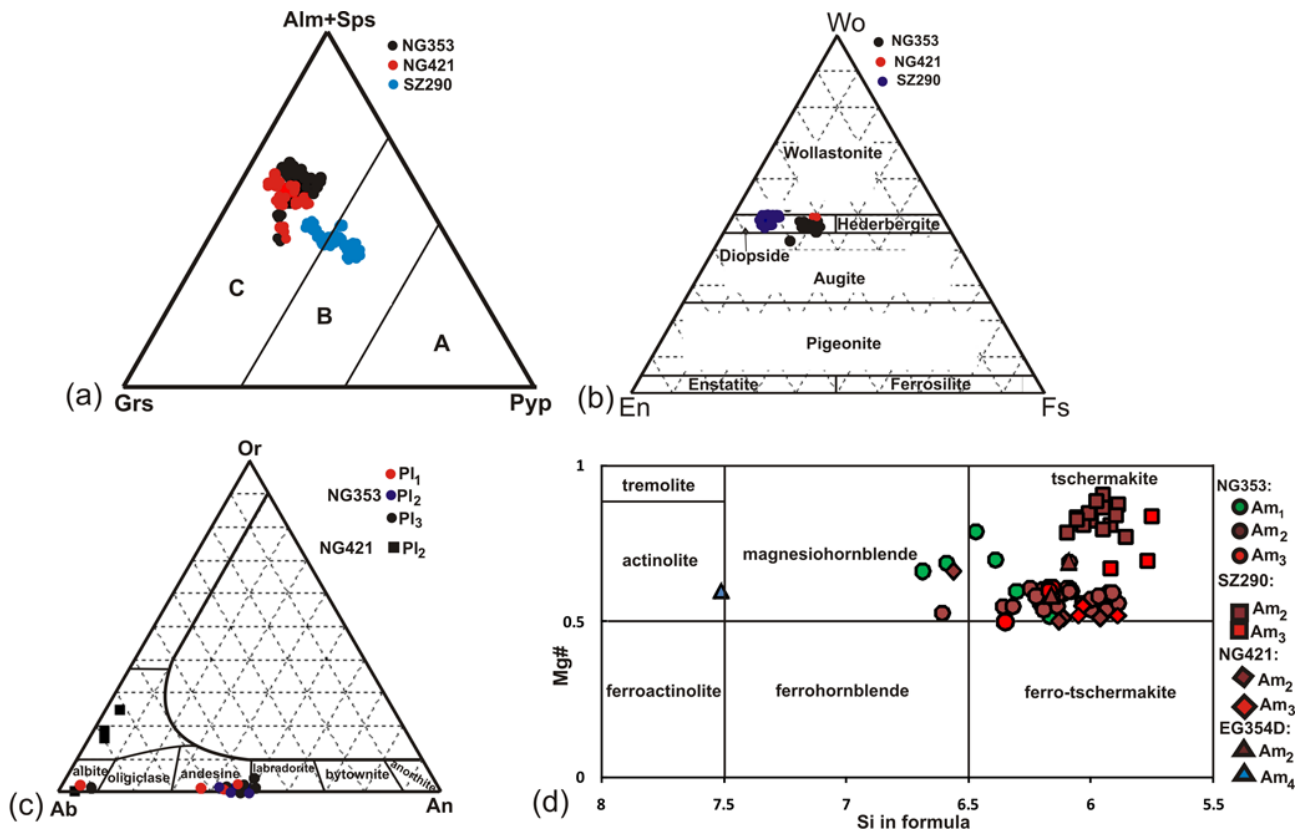 Alm+Sps
NG353
NG421
SZ290
C
B
A
(a)
Grs
Pyp
Wo
NG353
NG421
SZ290
Wollastonite
Hederbergite
Diopside
Augite
Pigeonite
Enstatite
Ferrosilite
(b)
En
Fs
Or
Pl1
NG353 Pl2
Pl3
NG421 Pl2
albite
oligiclase
andesine
labradorite
bytownite
anorthite
(c)
Ab
An
1
tremolite
tschermakite
actinolite
magnesiohornblende
0.5
Mg#
ferroactinolite
ferrohornblende
ferro-tschermakite
0
8
7.5
7
6.5
6
5.5
(d)
Si in formula
NG353:
Am1
Am2
Am3
SZ290:
Am2
Am3
NG421:
Am2
Am3
EG354D:
Am2
Am4